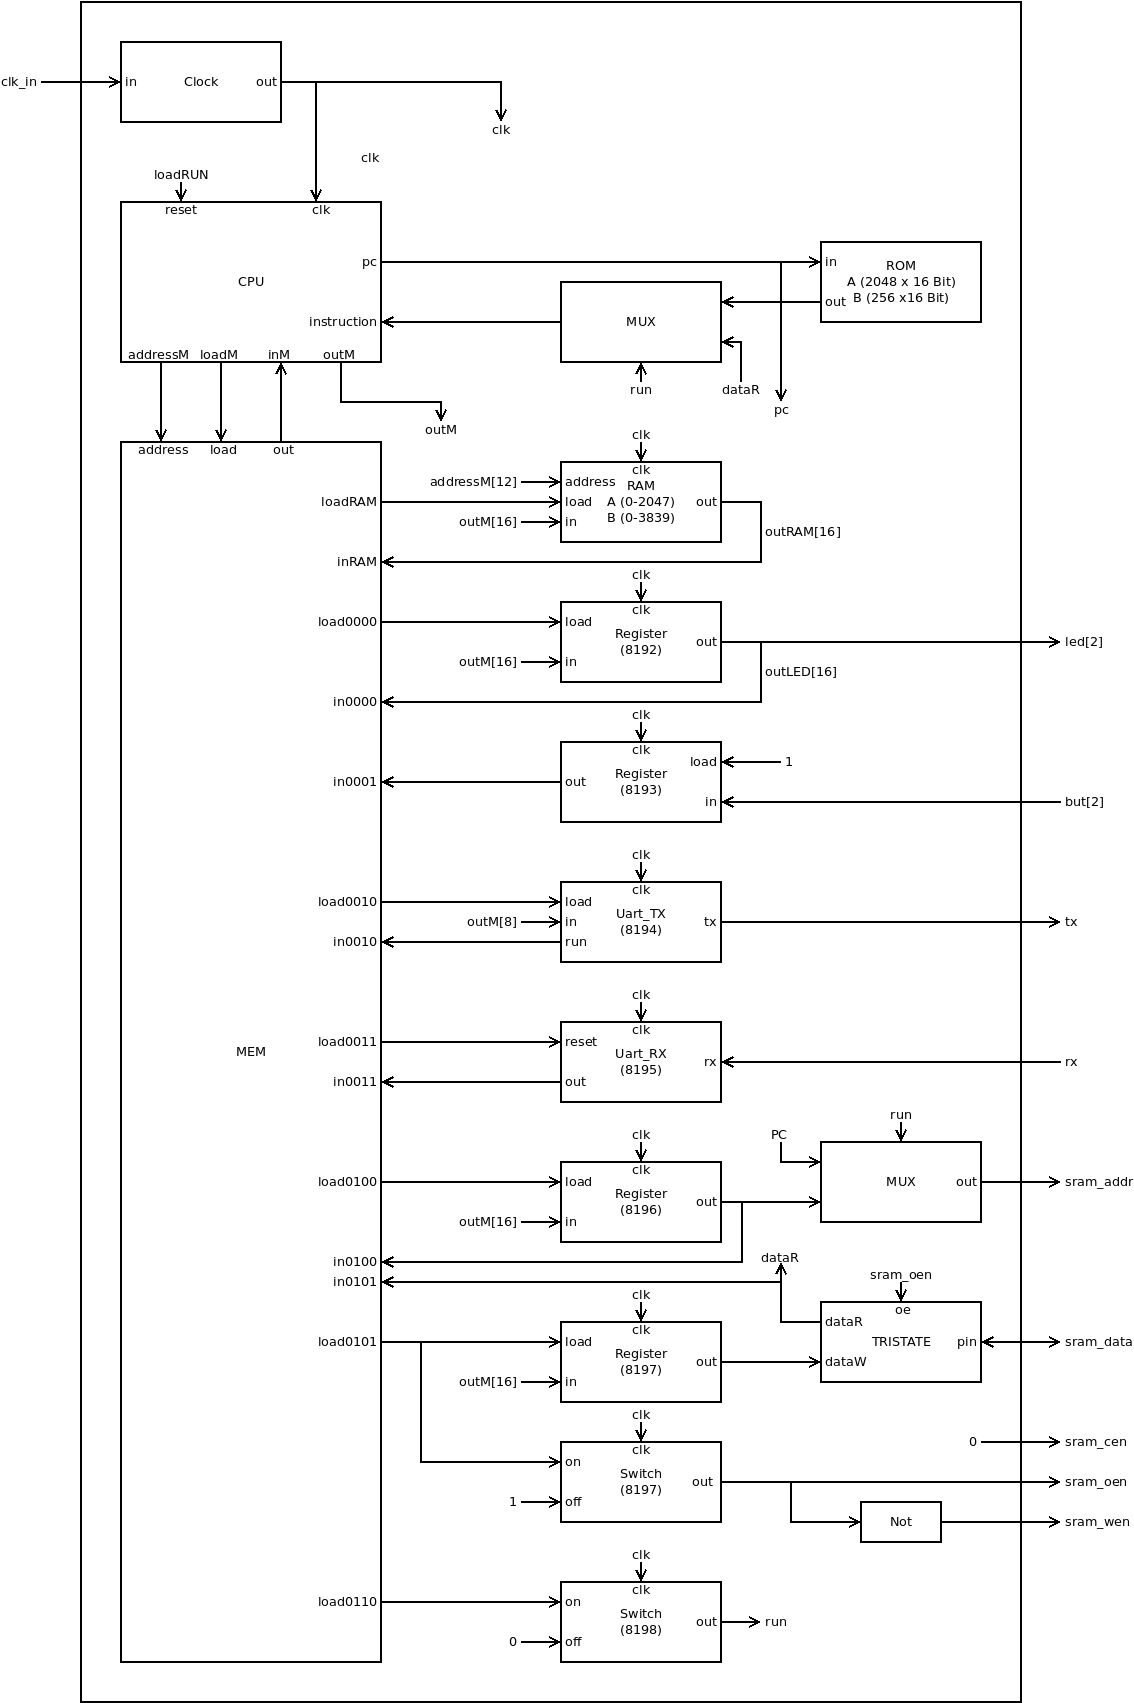 clk_in
in
Clock
out
clk
clk
loadRUN
reset
clk
CPU
pc
instruction
addressM
loadM
inM
outM
in
ROM
A (2048 x 16 Bit)
B (256 x16 Bit)
out
MUX
run
dataR
pc
outM
address
load
out
MEM
clk
clk
addressM[12]
address
RAM
loadRAM
load
A (0-2047)
out
outM[16]
in
B (0-3839)
outRAM[16]
inRAM
clk
clk
load0000
load
Register
(8192)
out
led[2]
outM[16]
in
outLED[16]
in0000
clk
clk
load
1
Register
(8193)
in0001
out
in
but[2]
clk
clk
load0010
load
outM[8]
in
Uart_TX
(8194)
tx
tx
in0010
run
clk
clk
load0011
reset
Uart_RX
(8195)
rx
rx
in0011
out
clk
clk
load0100
load
Register
(8196)
out
outM[16]
in
PC
run
MUX
out
sram_addr
in0100
in0101
dataR
sram_oen
oe
dataR
TRISTATE
pin
sram_data
dataW
clk
clk
load0101
load
Register
(8197)
out
outM[16]
in
clk
clk
on
Switch
(8197)
out
1
off
0
sram_cen
sram_oen
Not
sram_wen
clk
clk
load0110
on
Switch
(8198)
out
run
0
off